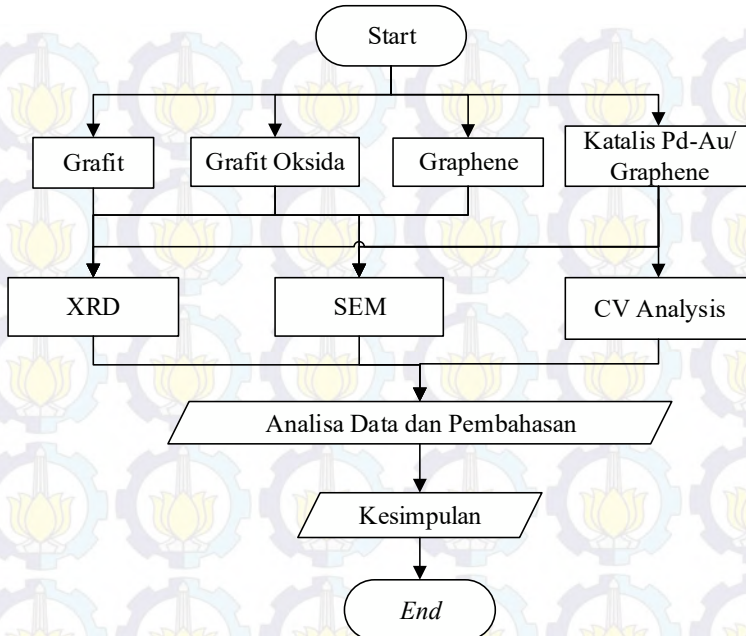 Start
Grafit
Grafit Oksida
Graphene
Katalis Pd-Au/
Graphene
XRD
SEM
CV Analysis
Analisa Data dan Pembahasan
Kesimpulan
End